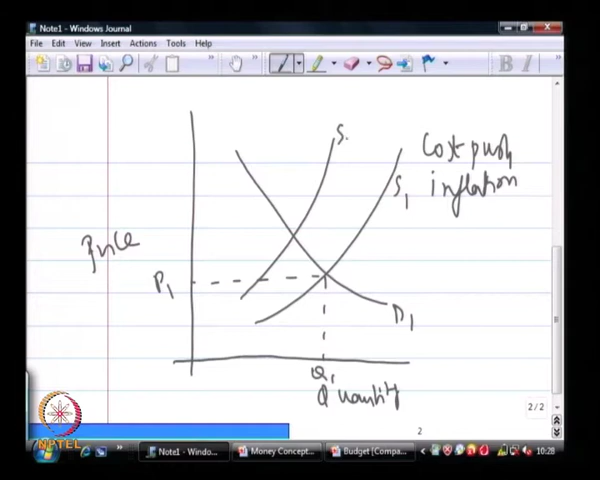 Note1 - Windows Journal
File Edit View Insert Actions Tools Help
B I
S.
Cost push
inflation
S1
Price
P1
D1
Q1
Quantity
2 / 2
2
NPTEL
Note1 - Windo...
Money Concept...
Budget [Compa...
10:28